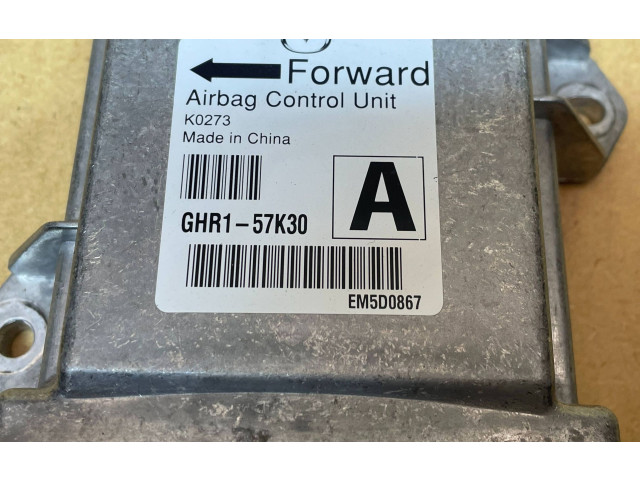 Forward
Airbag Control Unit
K0273
Made in China
A
GHR1-57K30
EM5D0867